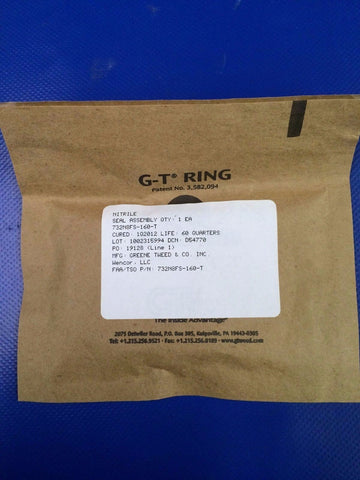 G-T® RING
Patent No. 3,582,094
NITRILE
SEAL ASSEMBLY QTY: 1 EA
732N8FS-160-T
CURED: 1Q2012 LIFE: 60 QUARTERS
LOT: 1002315994 DCN: D54770
PO: 19128 (Line 1)
MFG: GREENE TWEED & CO. INC.
Wencor, LLC
FAA/TSO P/N: 732N8FS-160-T
The Inside Advantage®
2075 Detwiler Road, P.O. Box 305, Kulpsville, PA 19443-0305
Tel: +1.215.256.9521 • Fax: +1.215.256.0189 • www.gtweed.com